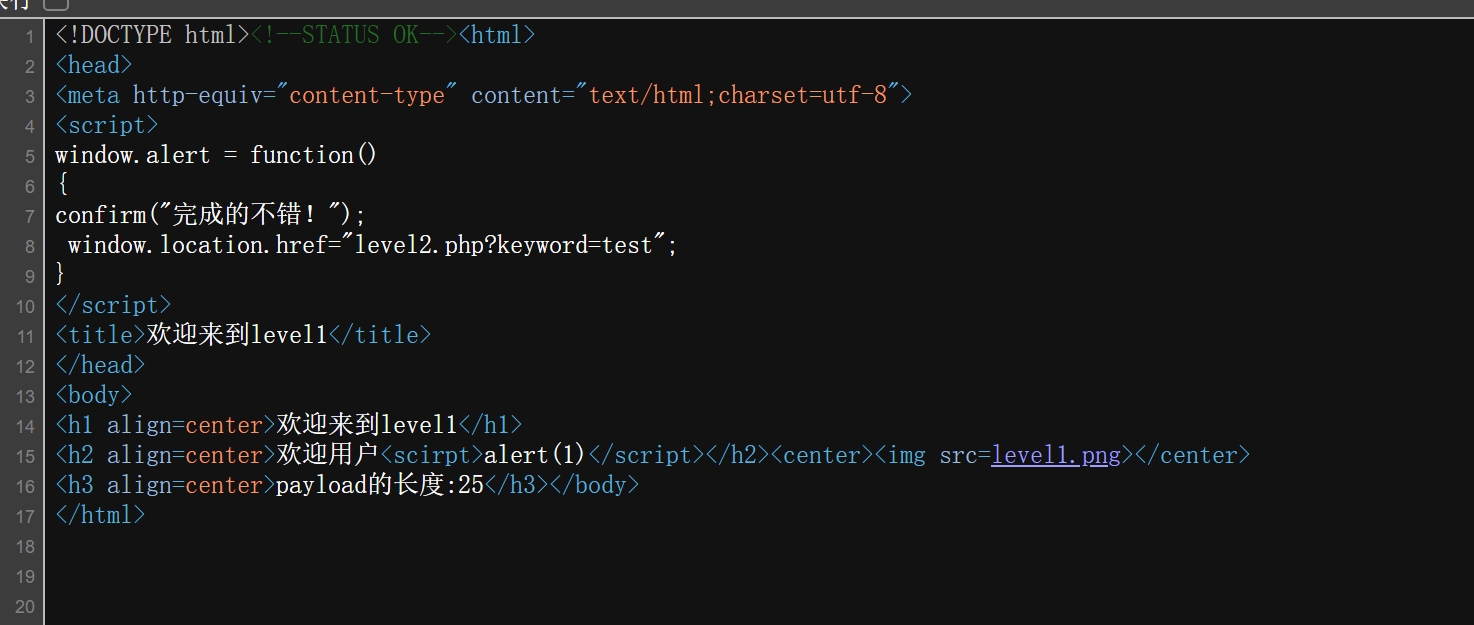 1 <!DOCTYPE html><!--STATUS OK--><html>
2 <head>
3 <meta http-equiv="content-type" content="text/html;charset=utf-8">
4 <script>
5 window.alert = function()
6 {
7 confirm("完成的不错！");
8  window.location.href="level2.php?keyword=test";
9 }
10 </script>
11 <title>欢迎来到level1</title>
12 </head>
13 <body>
14 <h1 align=center>欢迎来到level1</h1>
15 <h2 align=center>欢迎用户<scirpt>alert(1)</script></h2><center><img src=level1.png></center>
16 <h3 align=center>payload的长度:25</h3></body>
17 </html>
18
19
20